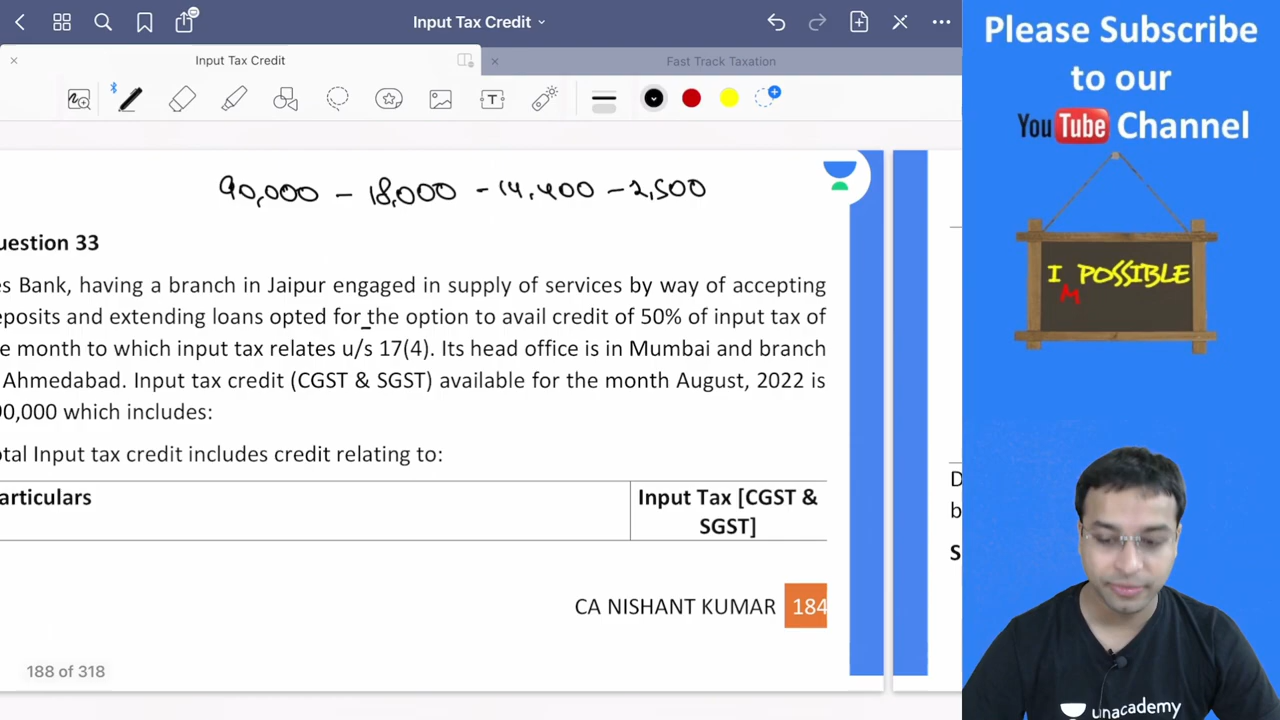 Input Tax Credit
Input Tax Credit
Fast Track Taxation
90,000 – 18,000 – 14,400 – 2,500
uestion 33
es Bank, having a branch in Jaipur engaged in supply of services by way of accepting
eposits and extending loans opted for the option to avail credit of 50% of input tax of
e month to which input tax relates u/s 17(4). Its head office is in Mumbai and branch
Ahmedabad. Input tax credit (CGST & SGST) available for the month August, 2022 is
90,000 which includes:
otal Input tax credit includes credit relating to:
articulars
Input Tax [CGST &
SGST]
CA NISHANT KUMAR 184
188 of 318
D
b
S
Please Subscribe
to our
YouTube Channel
I POSSIBLE
M
unacademy